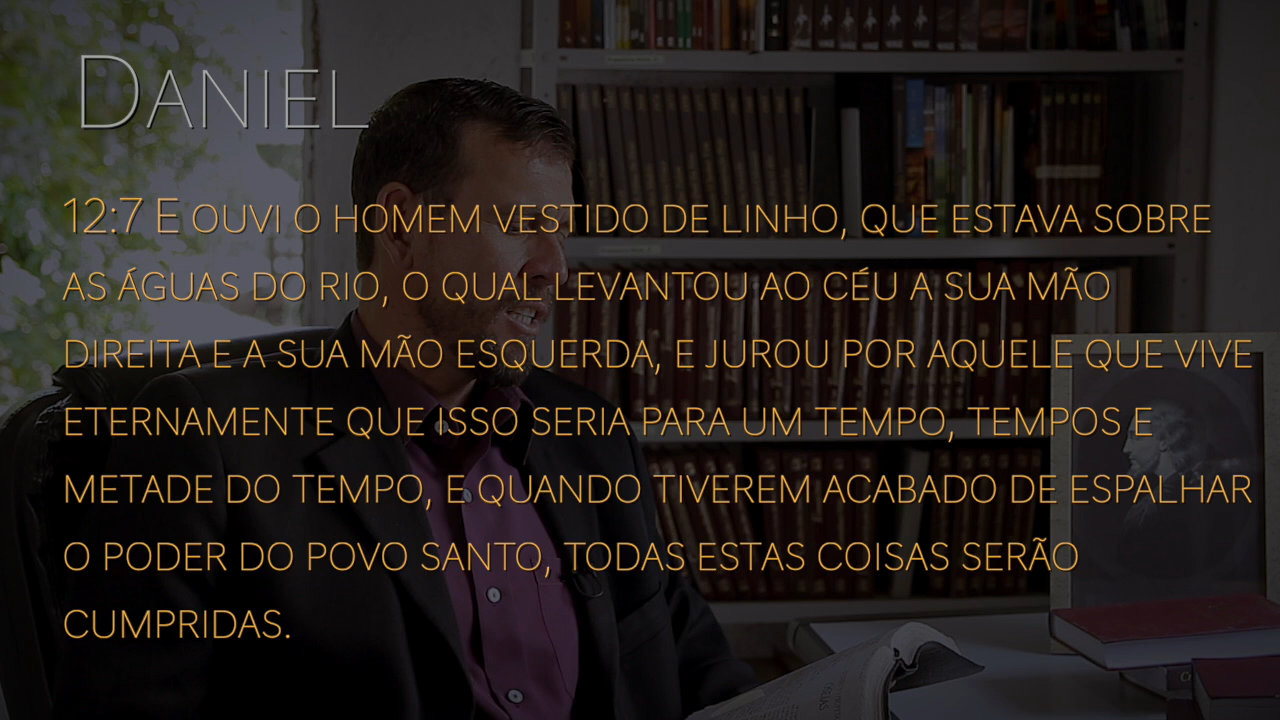 DANIEL
12:7 E OUVI O HOMEM VESTIDO DE LINHO, QUE ESTAVA SOBRE
AS ÁGUAS DO RIO, O QUAL LEVANTOU AO CÉU A SUA MÃO
DIREITA E A SUA MÃO ESQUERDA, E JUROU POR AQUELE QUE VIVE
ETERNAMENTE QUE ISSO SERIA PARA UM TEMPO, TEMPOS E
METADE DO TEMPO, E QUANDO TIVEREM ACABADO DE ESPALHAR
O PODER DO POVO SANTO, TODAS ESTAS COISAS SERÃO
CUMPRIDAS.